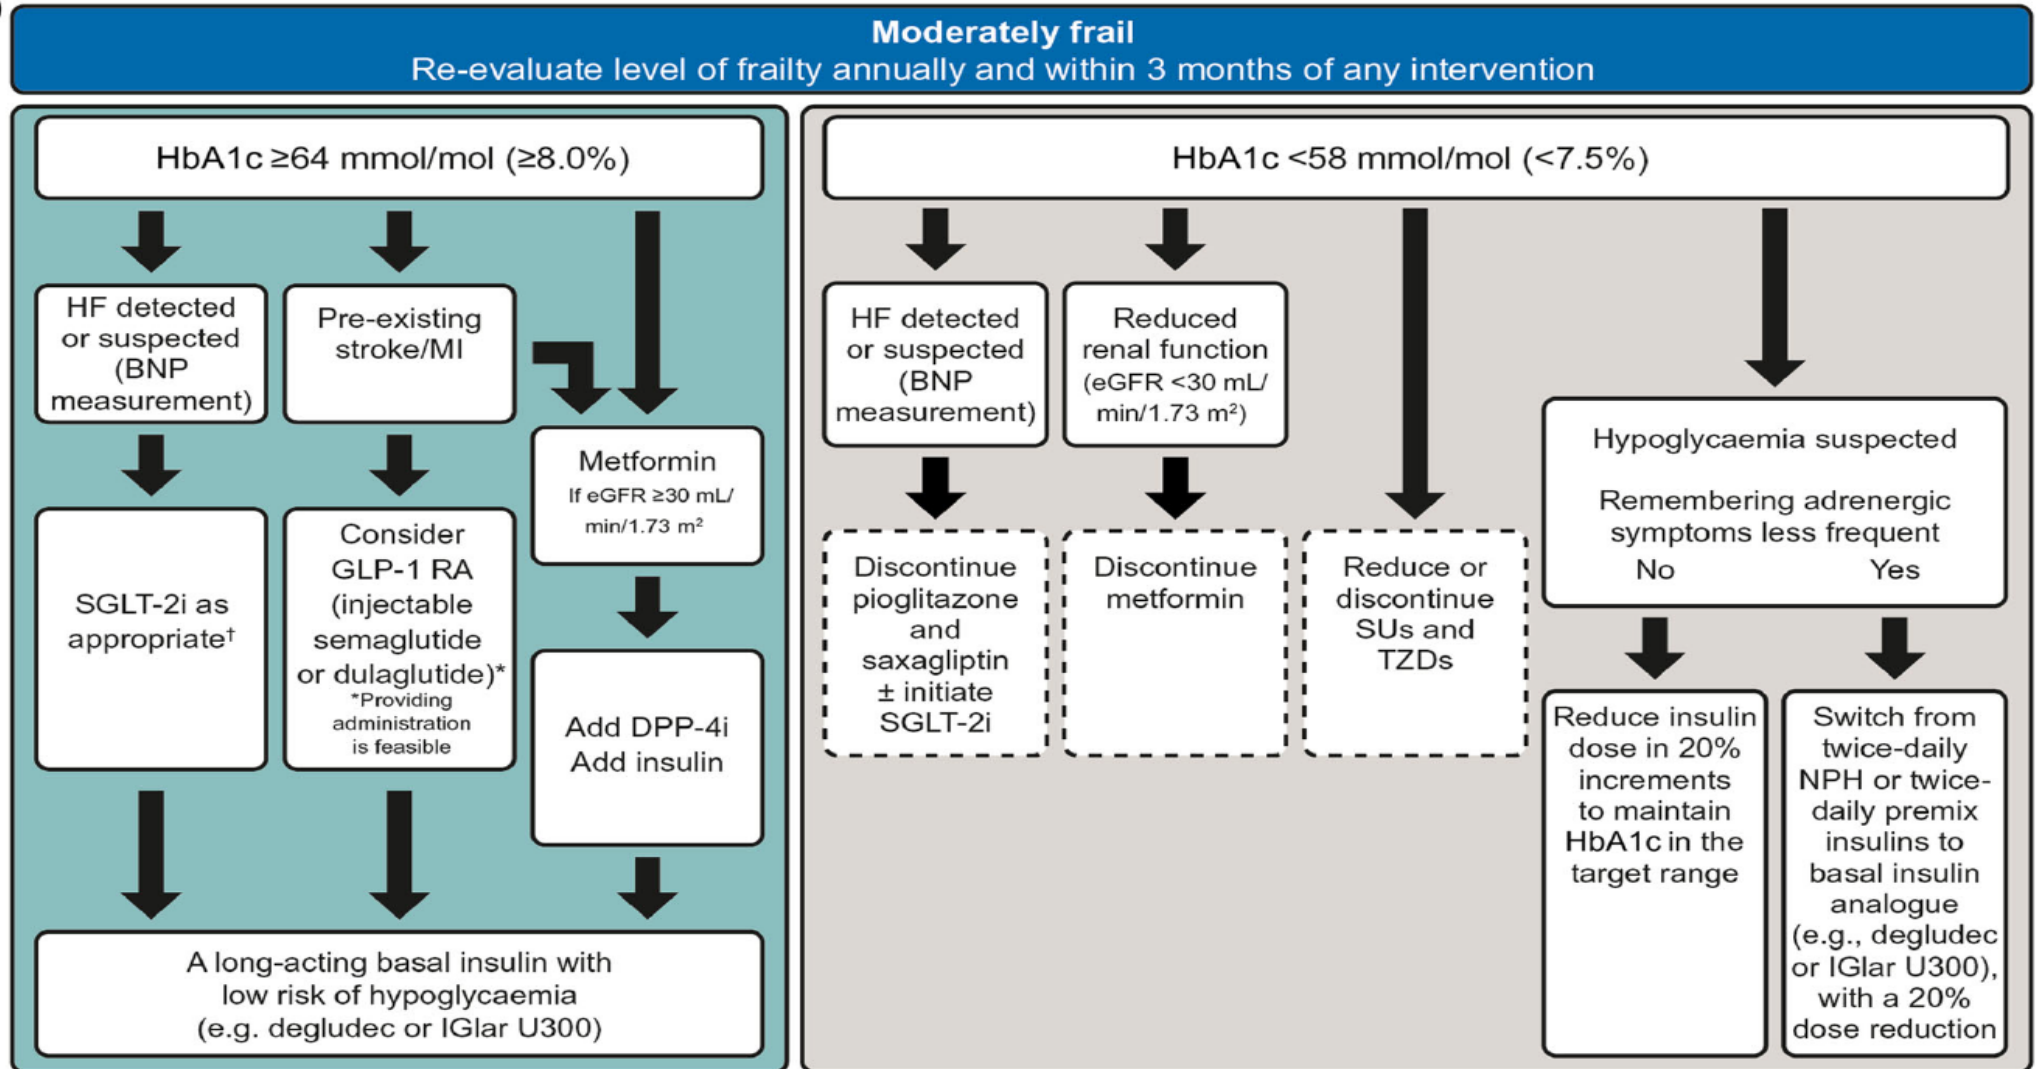 Moderately frail
Re-evaluate level of frailty annually and within 3 months of any intervention
HbA1c ≥64 mmol/mol (≥8.0%)
HF detected
or suspected
(BNP
measurement)
Pre-existing
stroke/MI
Metformin
If eGFR ≥30 mL/
min/1.73 m²
SGLT-2i as
appropriate†
Consider
GLP-1 RA
(injectable
semaglutide
or dulaglutide)*
*Providing
administration
is feasible
Add DPP-4i
Add insulin
A long-acting basal insulin with
low risk of hypoglycaemia
(e.g. degludec or IGlar U300)
HbA1c <58 mmol/mol (<7.5%)
HF detected
or suspected
(BNP
measurement)
Reduced
renal function
(eGFR <30 mL/
min/1.73 m²)
Hypoglycaemia suspected
Remembering adrenergic
symptoms less frequent
No Yes
Discontinue
pioglitazone
and
saxagliptin
± initiate
SGLT-2i
Discontinue
metformin
Reduce or
discontinue
SUs and
TZDs
Reduce insulin
dose in 20%
increments
to maintain
HbA1c in the
target range
Switch from
twice-daily
NPH or twice-
daily premix
insulins to
basal insulin
analogue
(e.g., degludec
or IGlar U300),
with a 20%
dose reduction